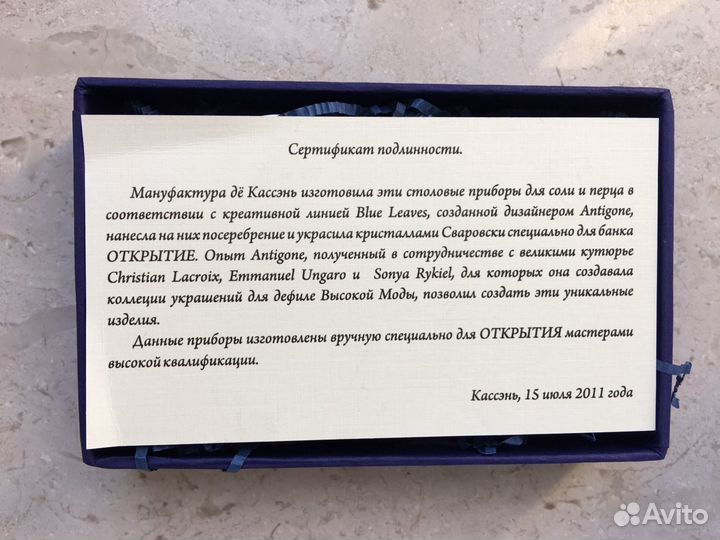 Сертификат подлинности.
Мануфактура дё Кассэнь изготовила эти столовые приборы для соли и перца в
соответствии с креативной линией Blue Leaves, созданной дизайнером Antigone,
нанесла на них посеребрение и украсила кристаллами Сваровски специально для банка
ОТКРЫТИЕ. Опыт Antigone, полученный в сотрудничестве с великими кутюрье
Christian Lacroix, Emmanuel Ungaro и Sonya Rykiel, для которых она создавала
коллеции украшений для дефиле Высокой Моды, позволил создать эти уникальные
изделия.
Данные приборы изготовлены вручную специально для ОТКРЫТИЯ мастерами
высокой квалификации.
Кассэнь, 15 июля 2011 года
Avito